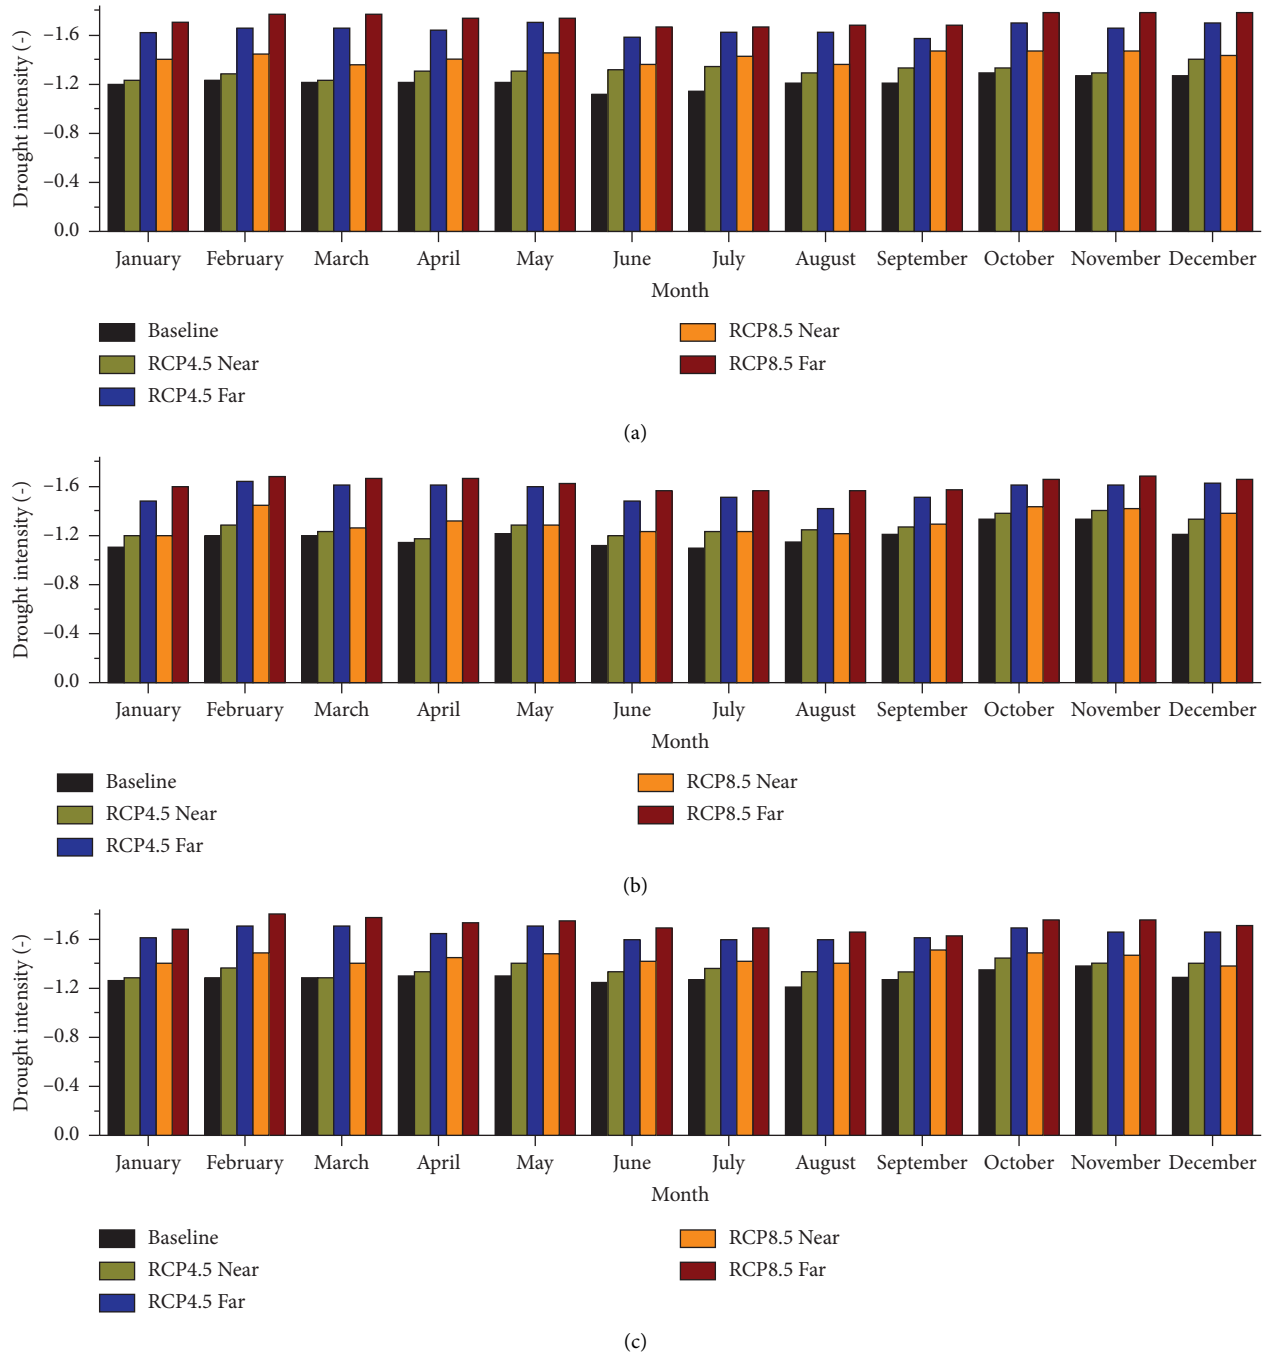 Drought intensity (-)
−1.6
−1.2
−0.8
−0.4
0.0
January February March April May June July August September October November December
Month
Baseline
RCP4.5 Near
RCP4.5 Far
RCP8.5 Near
RCP8.5 Far
(a)
Drought intensity (-)
−1.6
−1.2
−0.8
−0.4
0.0
January February March April May June July August September October November December
Month
Baseline
RCP4.5 Near
RCP4.5 Far
RCP8.5 Near
RCP8.5 Far
(b)
Drought intensity (-)
−1.6
−1.2
−0.8
−0.4
0.0
January February March April May June July August September October November December
Month
Baseline
RCP4.5 Near
RCP4.5 Far
RCP8.5 Near
RCP8.5 Far
(c)